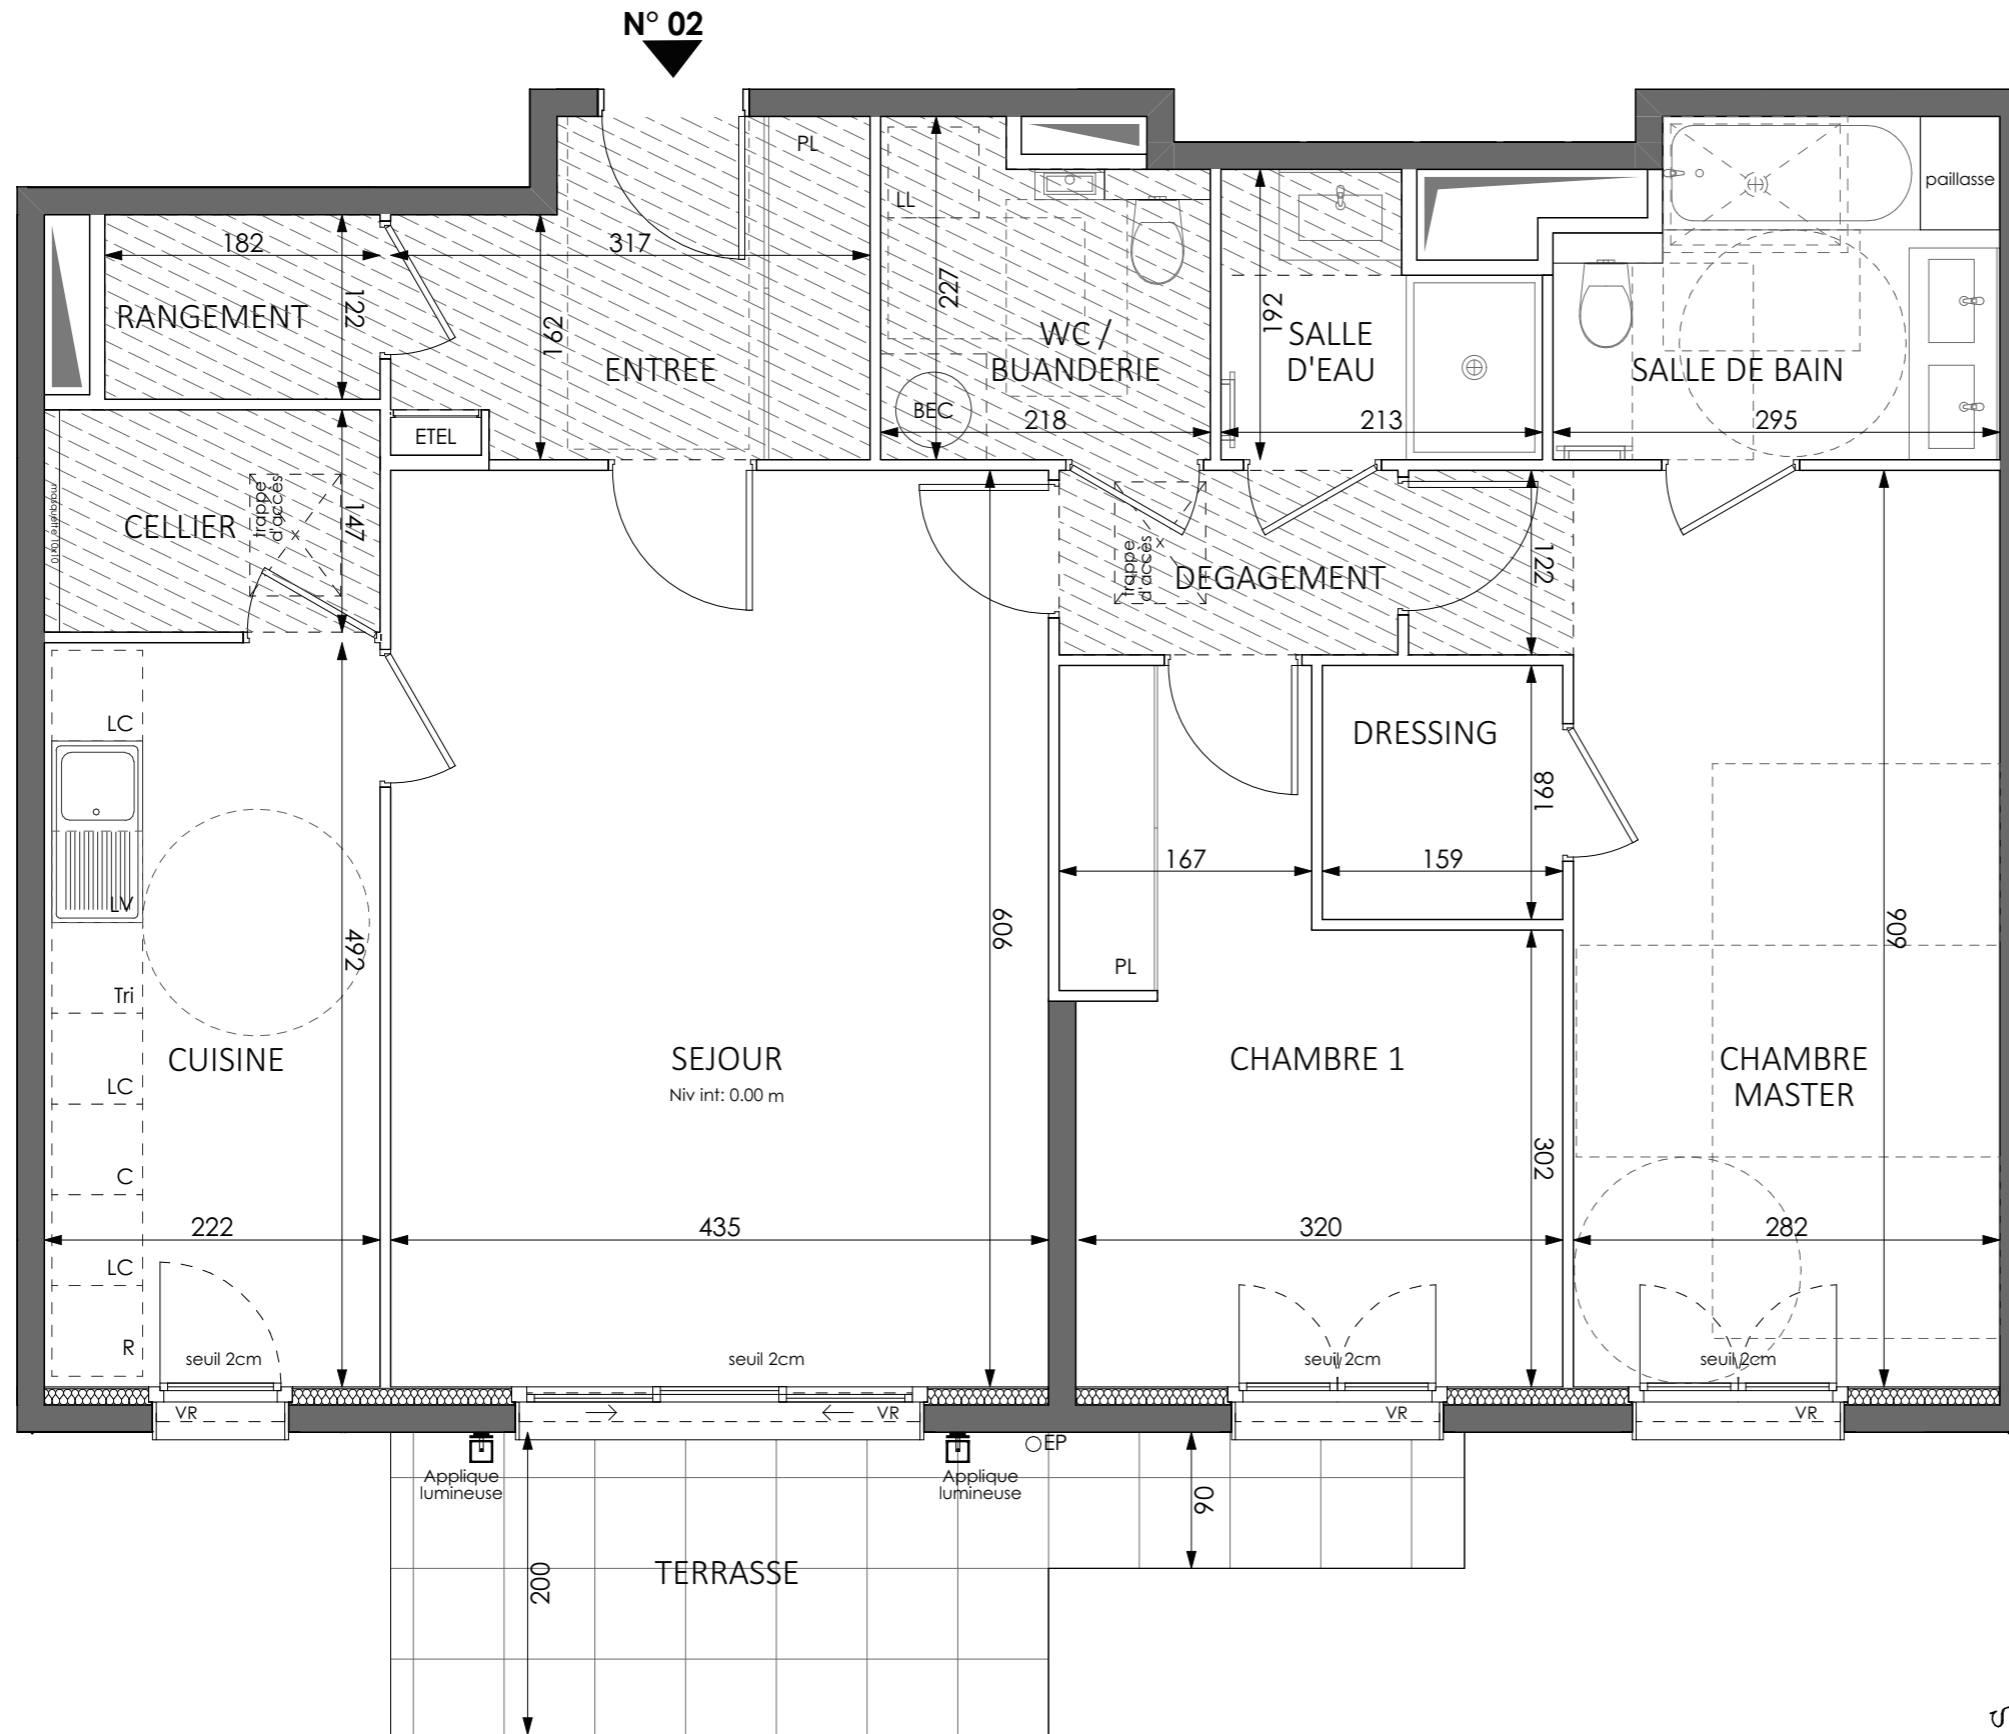 N° 02
PL
LL
paillasse
182
317
227
122
162
192
RANGEMENT
ENTREE
WC /
BUANDERIE
SALLE
D'EAU
SALLE DE BAIN
BEC
ETEL
218
213
295
CELLIER
trappe
d'accès
147
trappe
d'accès
DEGAGEMENT
122
LC
DRESSING
168
LV
167
159
492
606
606
PL
Tri
CUISINE
SEJOUR
Niv int: 0.00 m
CHAMBRE 1
CHAMBRE
MASTER
LC
C
302
222
435
320
282
LC
R
seuil 2cm
seuil 2cm
seuil 2cm
seuil 2cm
VR
VR
VR
VR
EP
Applique
lumineuse
Applique
lumineuse
90
200
TERRASSE